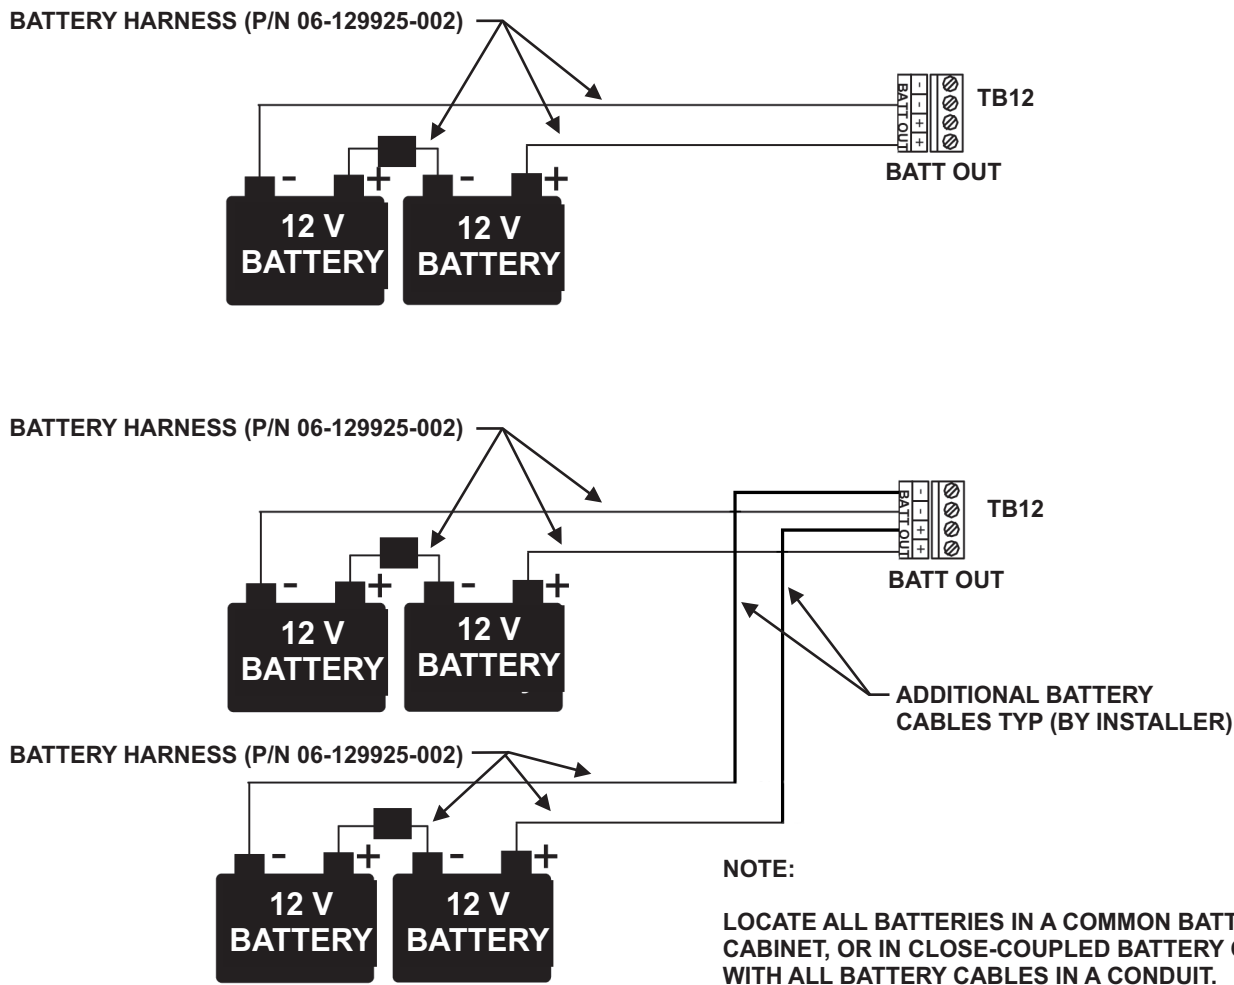 BATTERY HARNESS (P/N 06-129925-002)
- - + +
BATT OUT
TB12
BATT OUT
- + - +
12 V
BATTERY
12 V
BATTERY
BATTERY HARNESS (P/N 06-129925-002)
- - + +
BATT OUT
TB12
BATT OUT
- + - +
12 V
BATTERY
12 V
BATTERY
ADDITIONAL BATTERY
CABLES TYP (BY INSTALLER)
BATTERY HARNESS (P/N 06-129925-002)
- + - +
12 V
BATTERY
12 V
BATTERY
NOTE:
LOCATE ALL BATTERIES IN A COMMON BATT
CABINET, OR IN CLOSE-COUPLED BATTERY
WITH ALL BATTERY CABLES IN A CONDUIT.